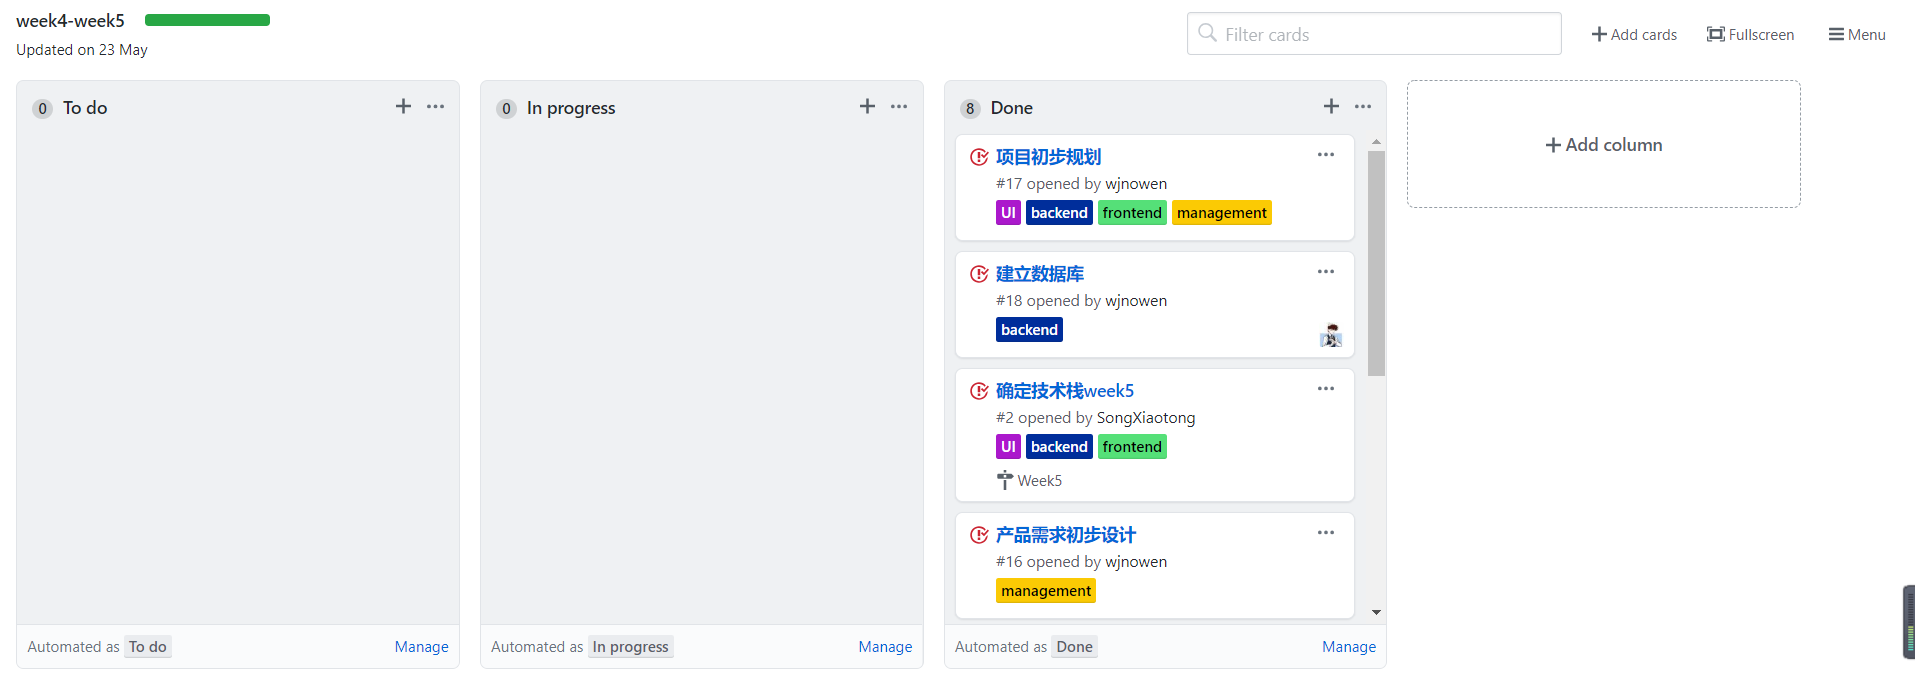 week4-week5
Updated on 23 May
Filter cards
Add cards
Fullscreen
Menu
0 To do
0 In progress
8 Done
项目初步规划
#17 opened by wjnowen
UI backend frontend management
建立数据库
#18 opened by wjnowen
backend
确定技术栈week5
#2 opened by SongXiaotong
UI backend frontend
Week5
产品需求初步设计
#16 opened by wjnowen
management
Add column
Automated as To do Manage
Automated as In progress Manage
Automated as Done Manage